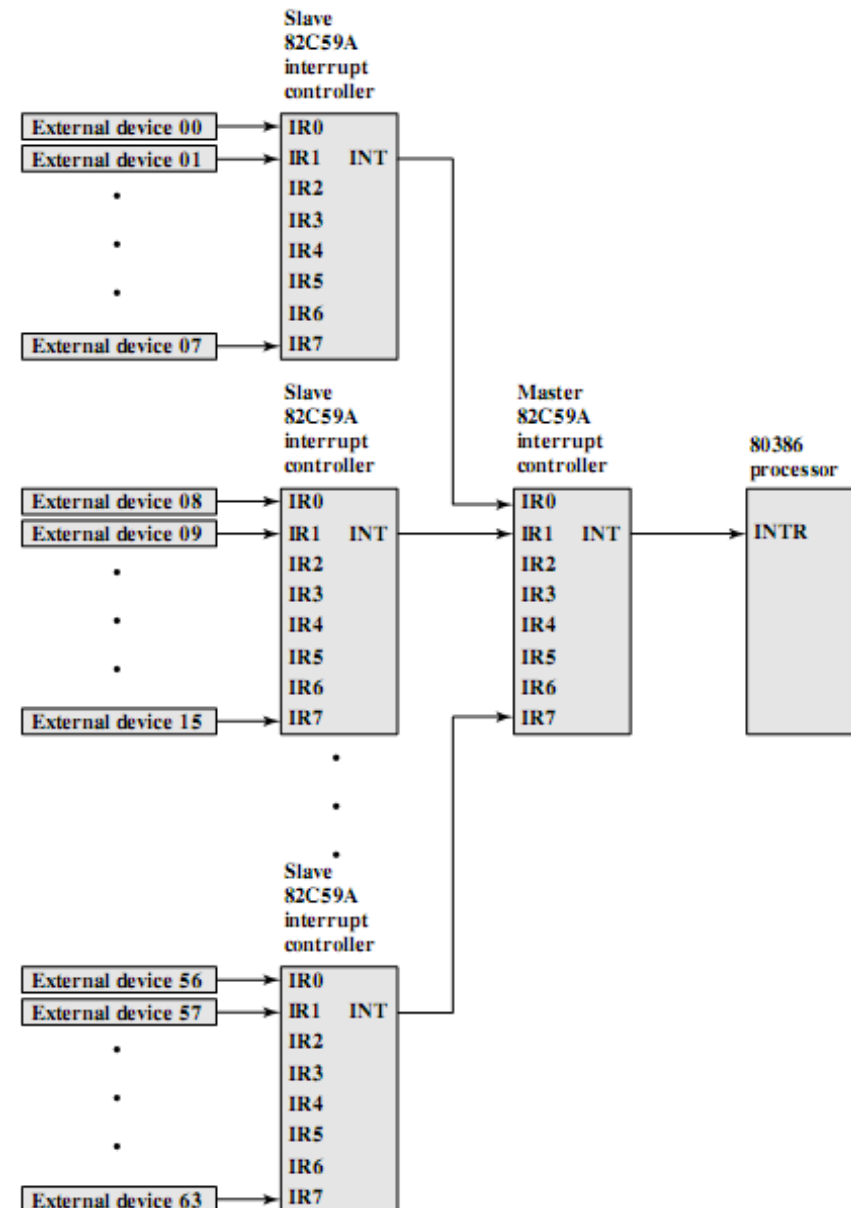 Slave
82C59A
interrupt
controller
External device 00
IR0
External device 01
IR1 INT
IR2
IR3
IR4
IR5
IR6
External device 07
IR7
Slave
82C59A
interrupt
controller
Master
82C59A
interrupt
controller
80386
processor
External device 08
IR0
IR0
External device 09
IR1 INT
IR1 INT
INTR
IR2
IR2
IR3
IR3
IR4
IR4
IR5
IR5
IR6
IR6
External device 15
IR7
IR7
Slave
82C59A
interrupt
controller
External device 56
IR0
External device 57
IR1 INT
IR2
IR3
IR4
IR5
IR6
External device 63
IR7